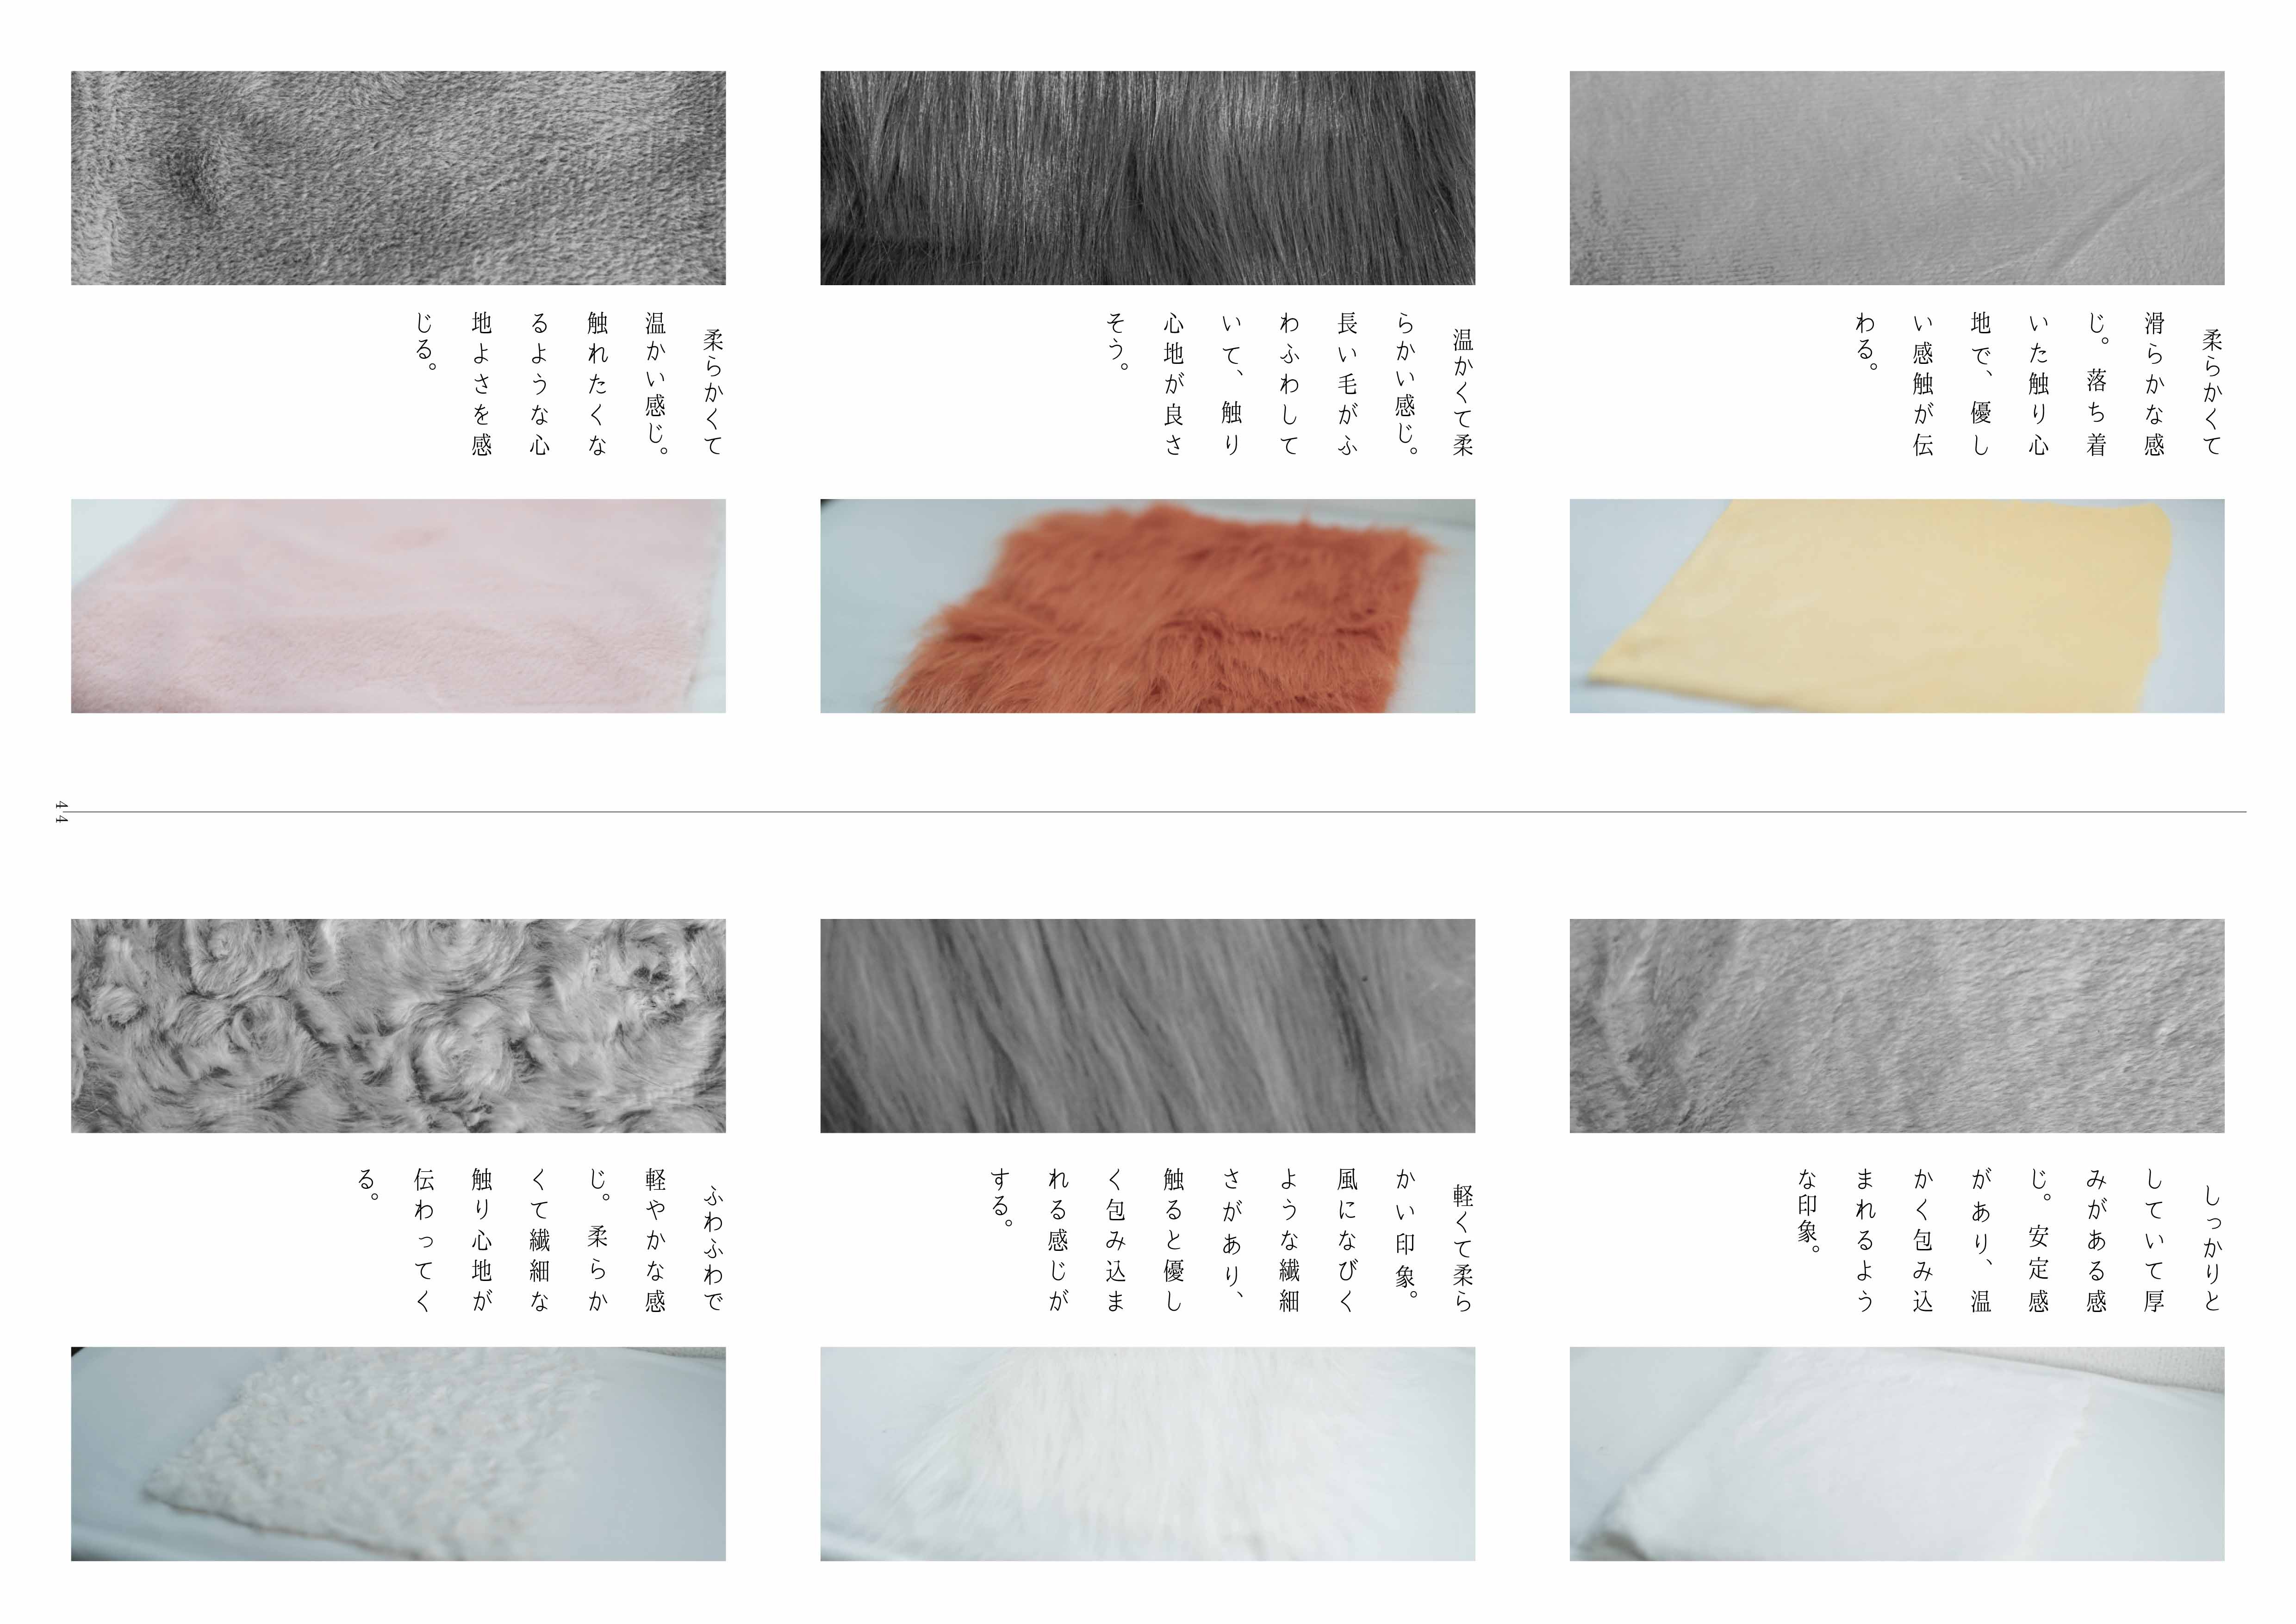 柔らかくて
滑らかな感
じ。落ち着
いた触り心
地で、優し
い感触が伝
わる。
温かくて柔
らかい感じ。
長い毛がふ
わふわして
いて、触り
心地が良さ
そう。
柔らかくて
温かい感じ。
触れたくな
るような心
地よさを感
じる。
44
しっかりと
していて厚
みがある感
じ。安定感
があり、温
かく包み込
まれるよう
な印象。
軽くて柔ら
かい印象。
風になびく
ような繊細
さがあり、
触ると優し
く包み込ま
れる感じが
する。
ふわふわで
軽やかな感
じ。柔らか
くて繊細な
触り心地が
伝わってく
る。